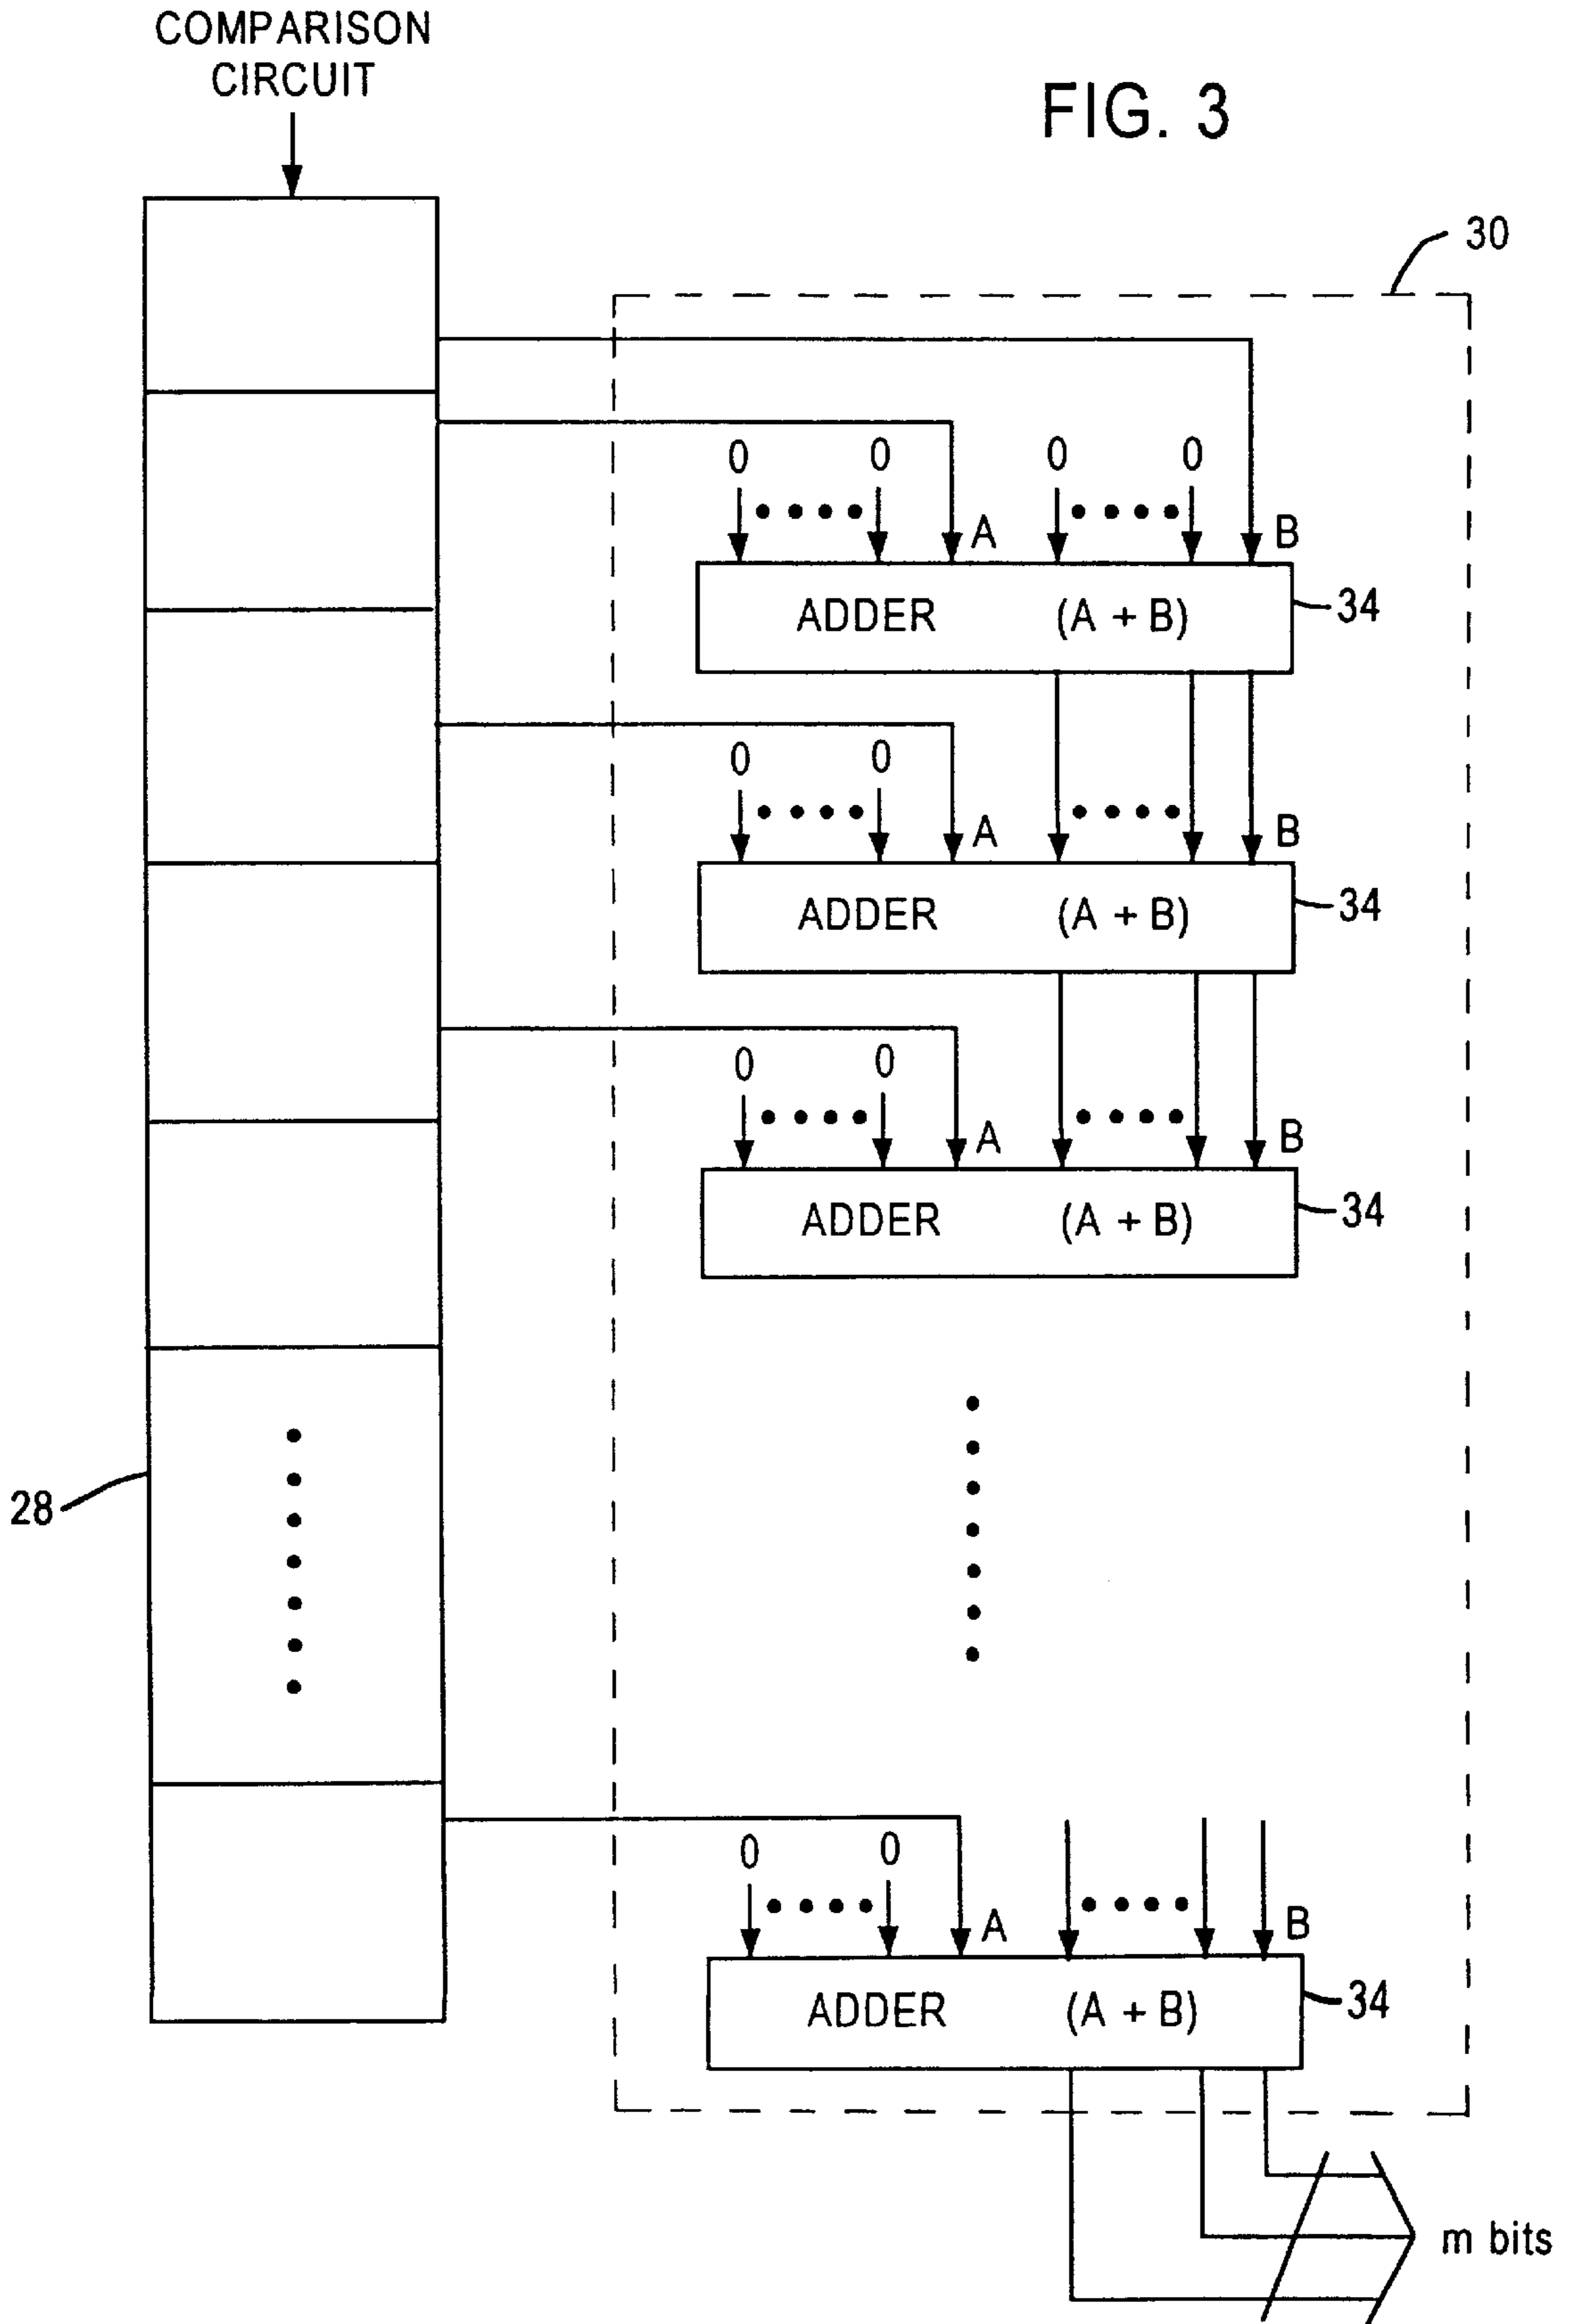 COMPARISON
CIRCUIT
FIG. 3
30
0 0 0 0
A B
ADDER (A + B)
34
0 0
A B
ADDER (A + B)
34
0 0
A B
ADDER (A + B)
34
28
0 0
A B
ADDER (A + B)
34
m bits